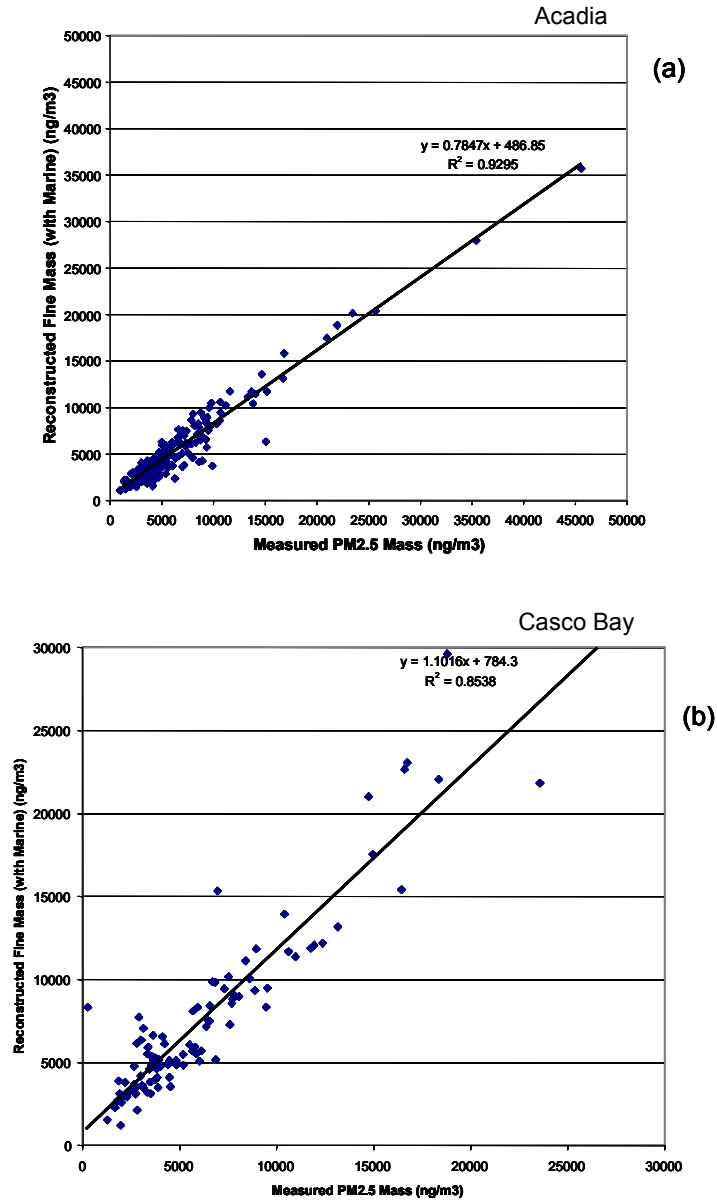 Acadia
(a)
50000
45000
40000
35000
30000
25000
20000
15000
10000
5000
0
Reconstructed Fine Mass (with Marine) (ng/m3)
y = 0.7847x + 486.85
R² = 0.9295
0 5000 10000 15000 20000 25000 30000 35000 40000 45000 50000
Measured PM2.5 Mass (ng/m3)
Casco Bay
(b)
30000
25000
20000
15000
10000
5000
0
Reconstructed Fine Mass (with Marine) (ng/m3)
y = 1.1016x + 784.3
R² = 0.8538
0 5000 10000 15000 20000 25000 30000
Measured PM2.5 Mass (ng/m3)